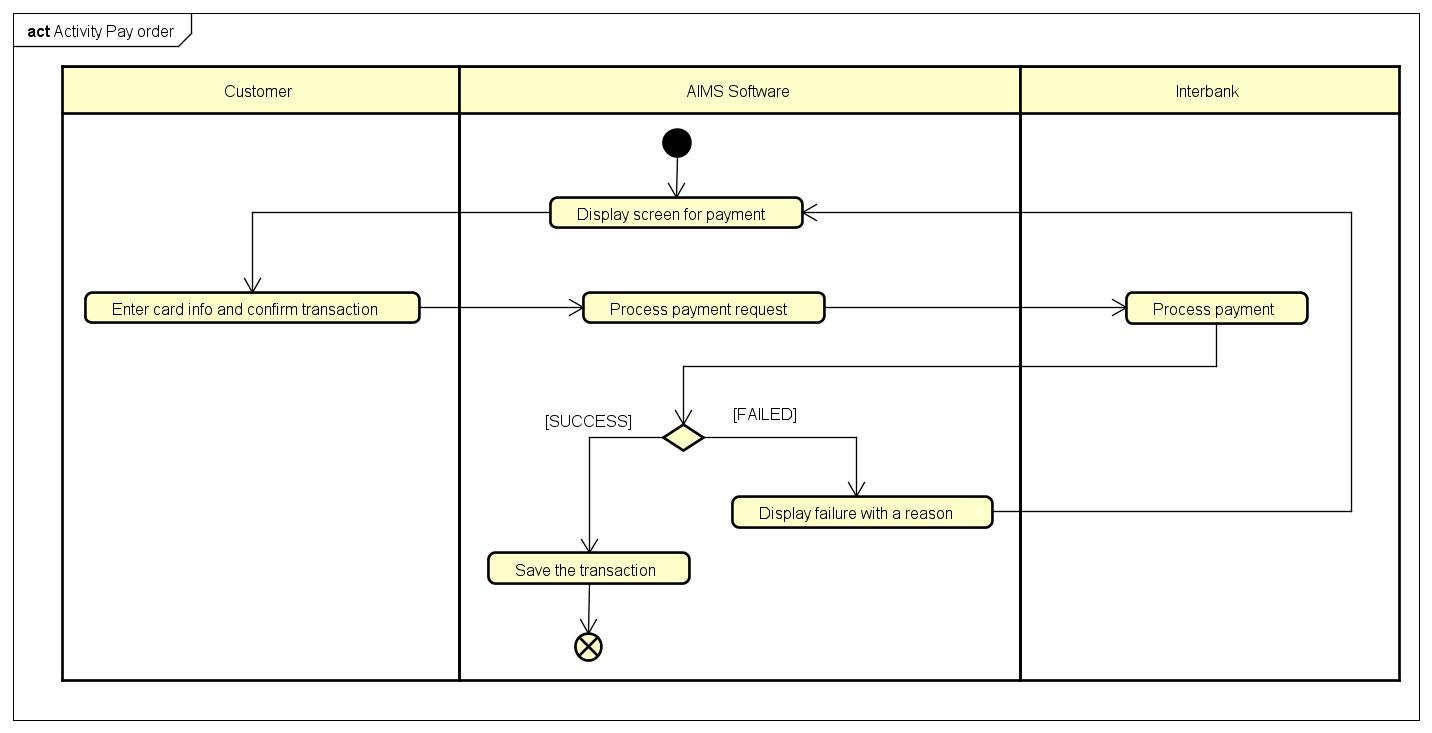 act Activity Pay order
Customer
AIMS Software
Interbank
Display screen for payment
Enter card info and confirm transaction
Process payment request
Process payment
[SUCCESS]
[FAILED]
Display failure with a reason
Save the transaction